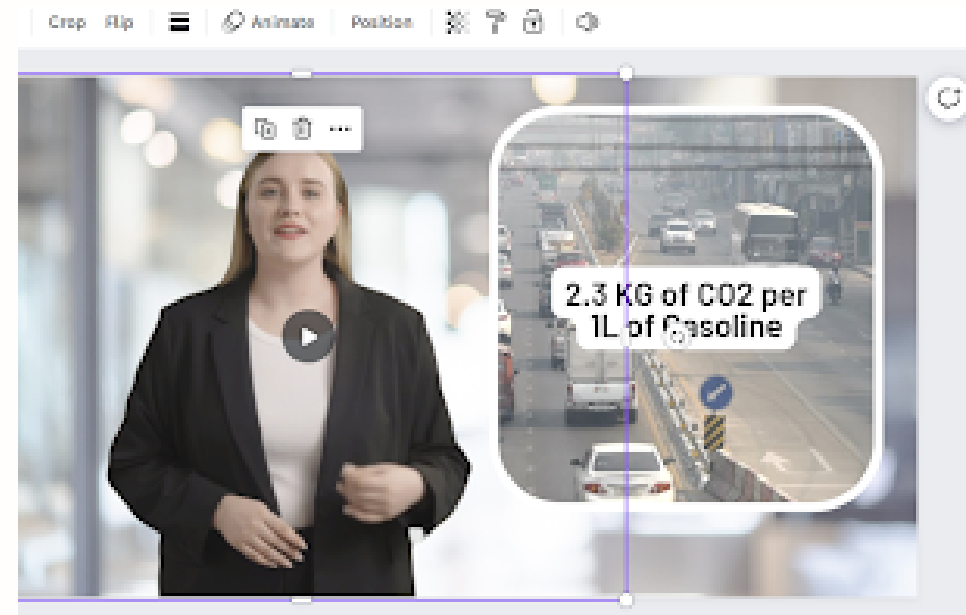 Crop Flip Animate Position
2.3 KG of CO2 per
1L of Gasoline